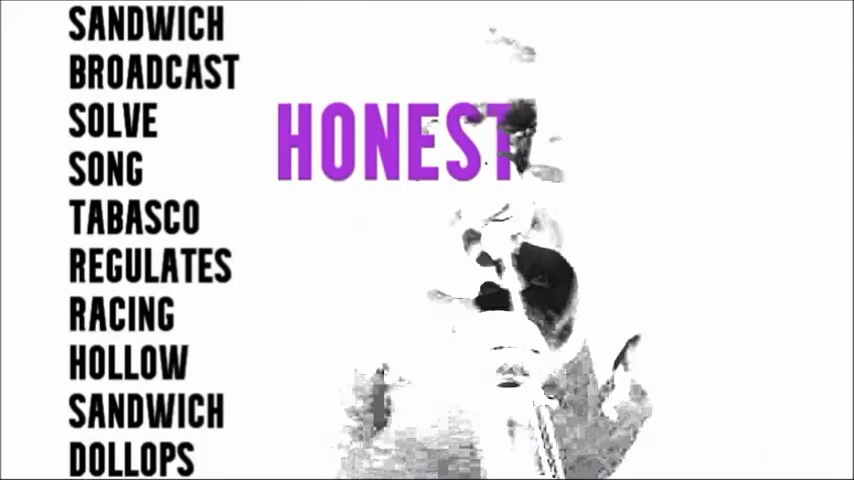 SANDWICH
BROADCAST
SOLVE
SONG
TABASCO
REGULATES
RACING
HOLLOW
SANDWICH
DOLLOPS
HONEST